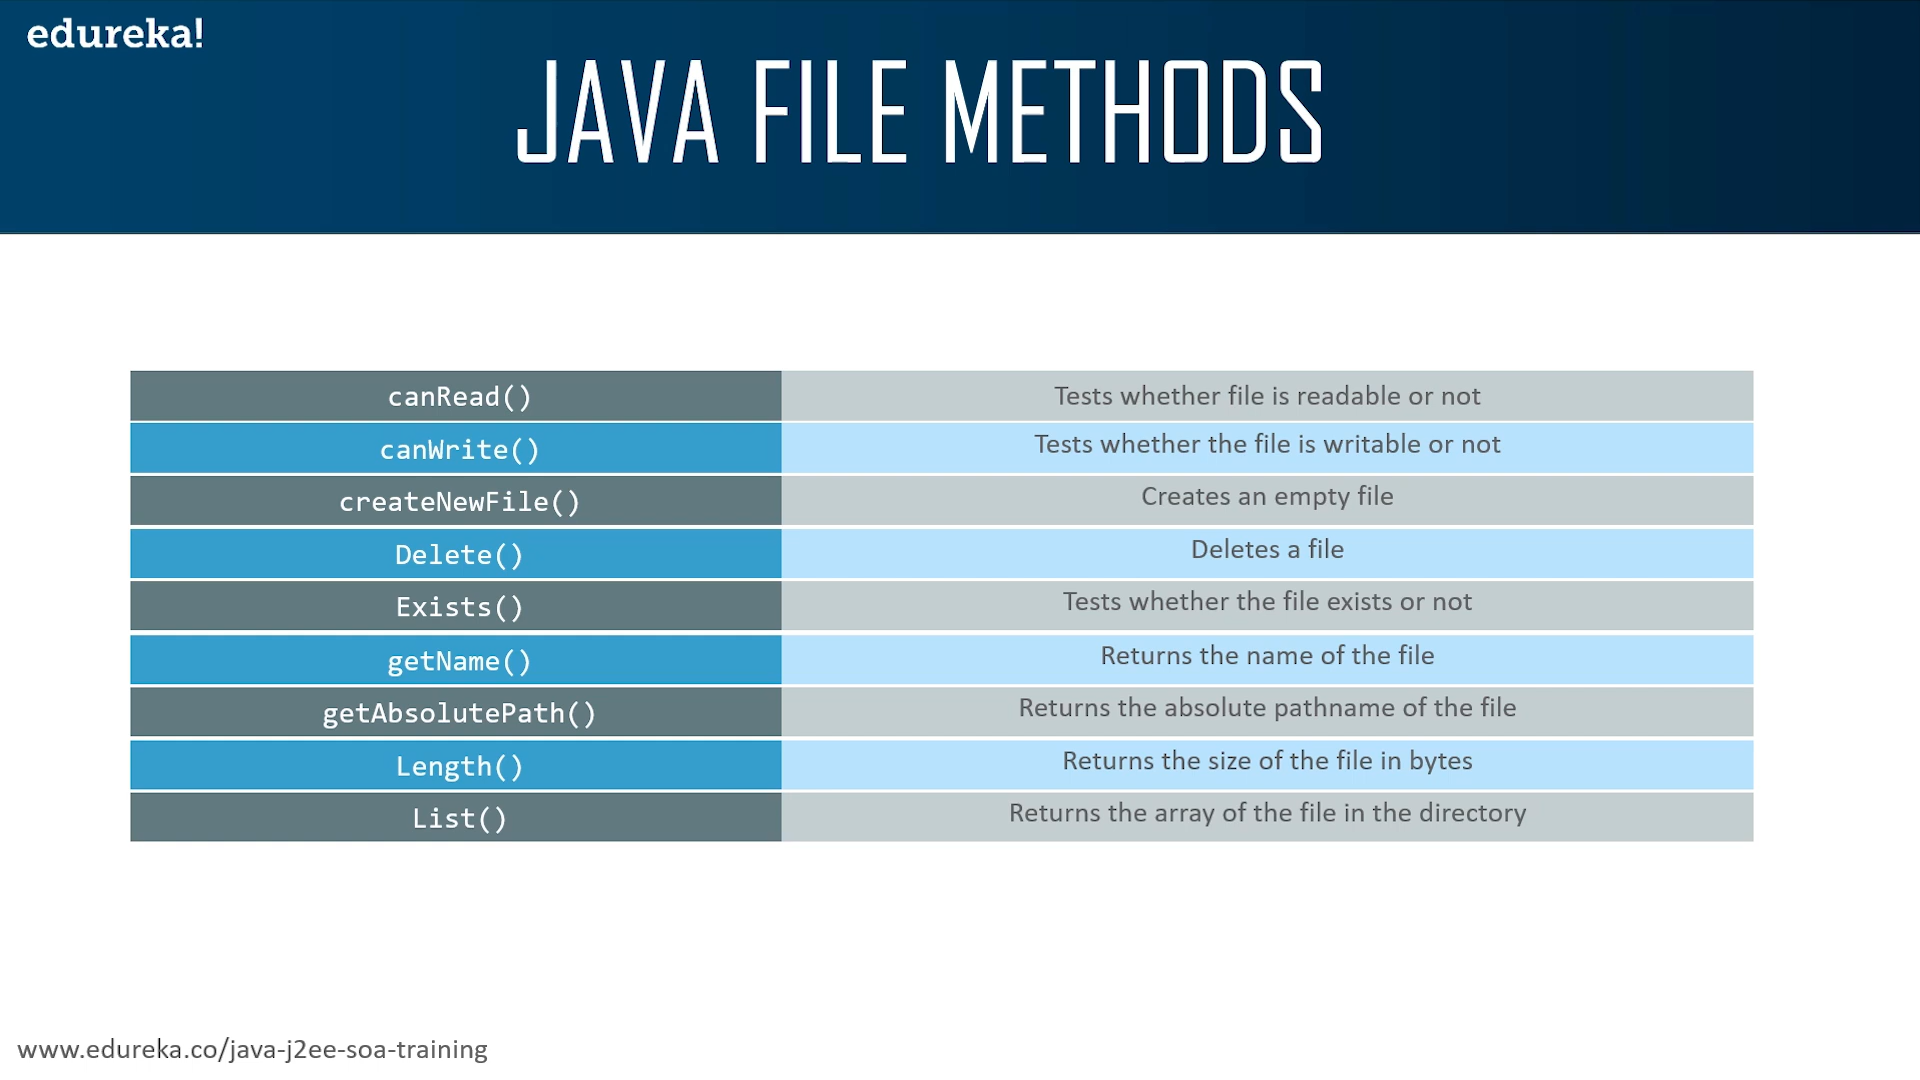 edureka!
JAVA FILE METHODS
canRead() Tests whether file is readable or not
canWrite() Tests whether the file is writable or not
createNewFile() Creates an empty file
Delete() Deletes a file
Exists() Tests whether the file exists or not
getName() Returns the name of the file
getAbsolutePath() Returns the absolute pathname of the file
Length() Returns the size of the file in bytes
List() Returns the array of the file in the directory
www.edureka.co/java-j2ee-soa-training